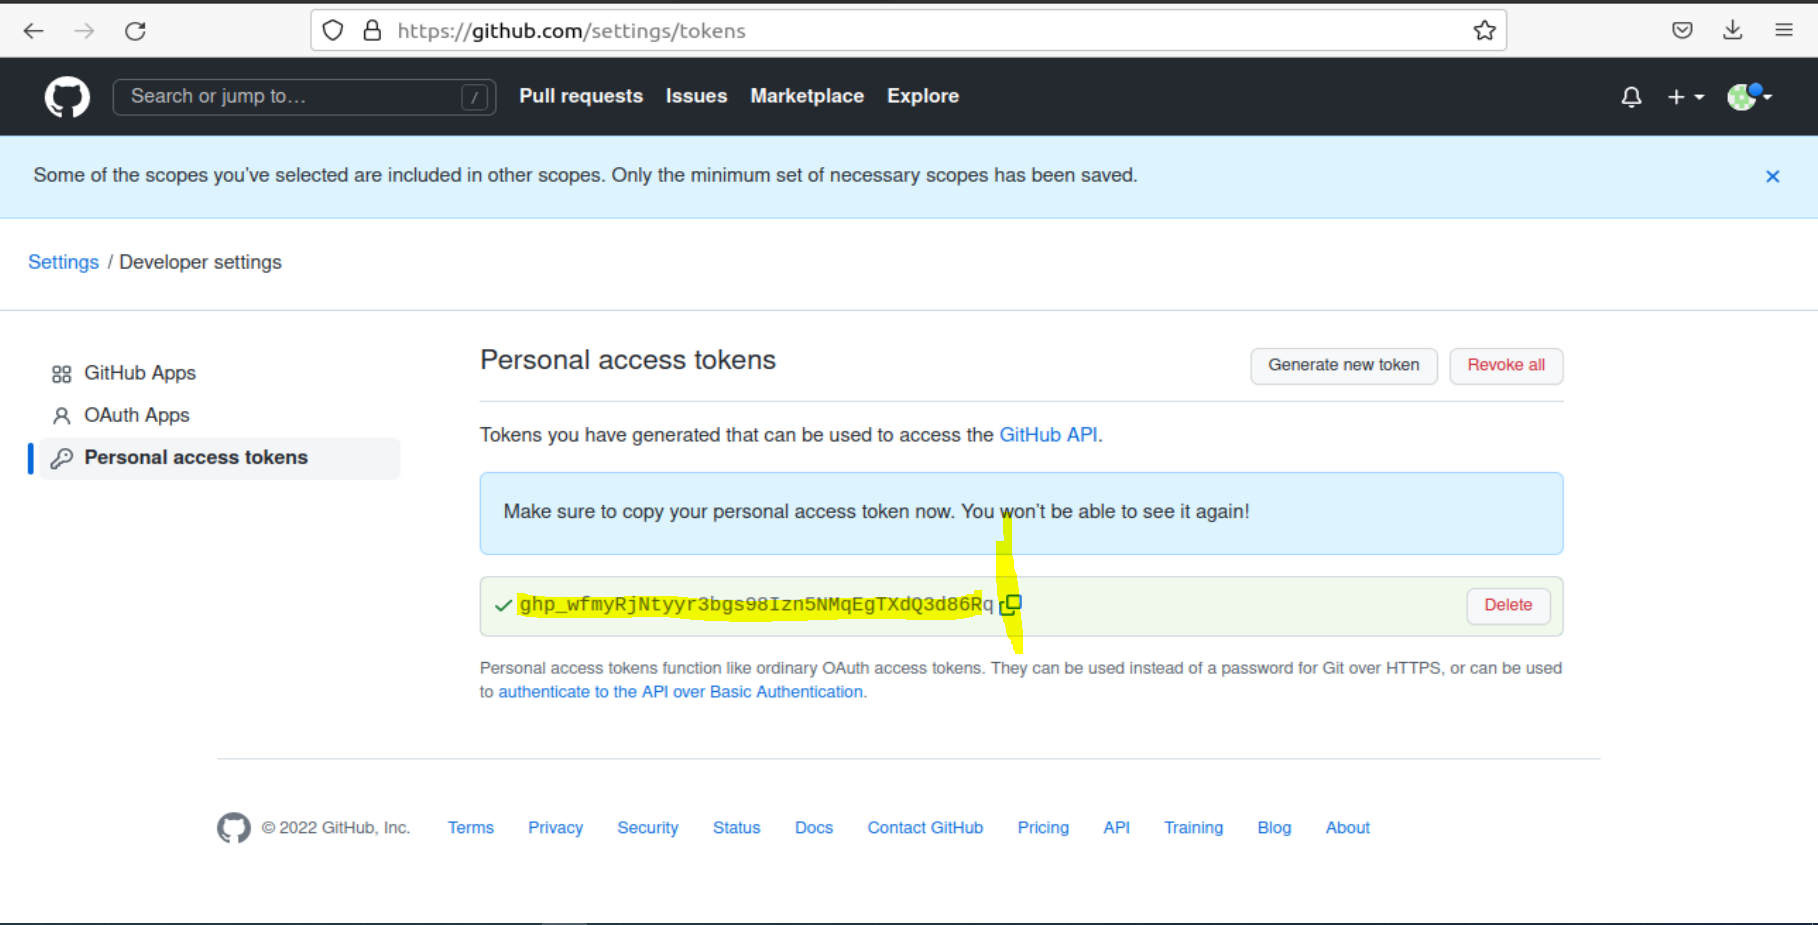 https://github.com/settings/tokens
Search or jump to… / Pull requests Issues Marketplace Explore
Some of the scopes you’ve selected are included in other scopes. Only the minimum set of necessary scopes has been saved.
Settings / Developer settings
GitHub Apps
OAuth Apps
Personal access tokens
Personal access tokens Generate new token Revoke all
Tokens you have generated that can be used to access the GitHub API.
Make sure to copy your personal access token now. You won’t be able to see it again!
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 Delete
Personal access tokens function like ordinary OAuth access tokens. They can be used instead of a password for Git over HTTPS, or can be used
to authenticate to the API over Basic Authentication.
© 2022 GitHub, Inc. Terms Privacy Security Status Docs Contact GitHub Pricing API Training Blog About